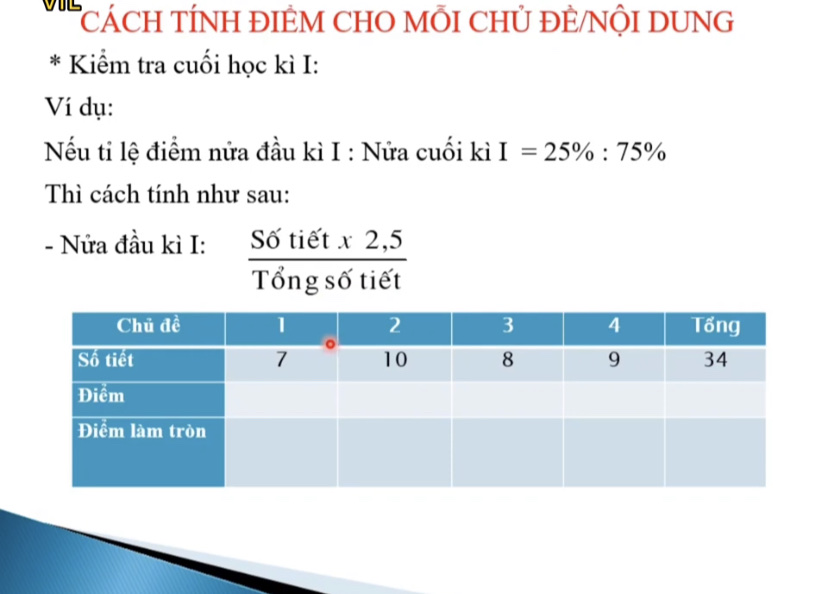 VTL
CÁCH TÍNH ĐIỂM CHO MỖI CHỦ ĐỀ/NỘI DUNG
* Kiểm tra cuối học kì I:
Ví dụ:
Nếu tỉ lệ điểm nửa đầu kì I : Nửa cuối kì I = 25% : 75%
Thì cách tính như sau:
- Nửa đầu kì I: Số tiết x 2,5
Tổng số tiết
Chủ đề 1 2 3 4 Tổng
Số tiết 7 10 8 9 34
Điểm
Điểm làm tròn